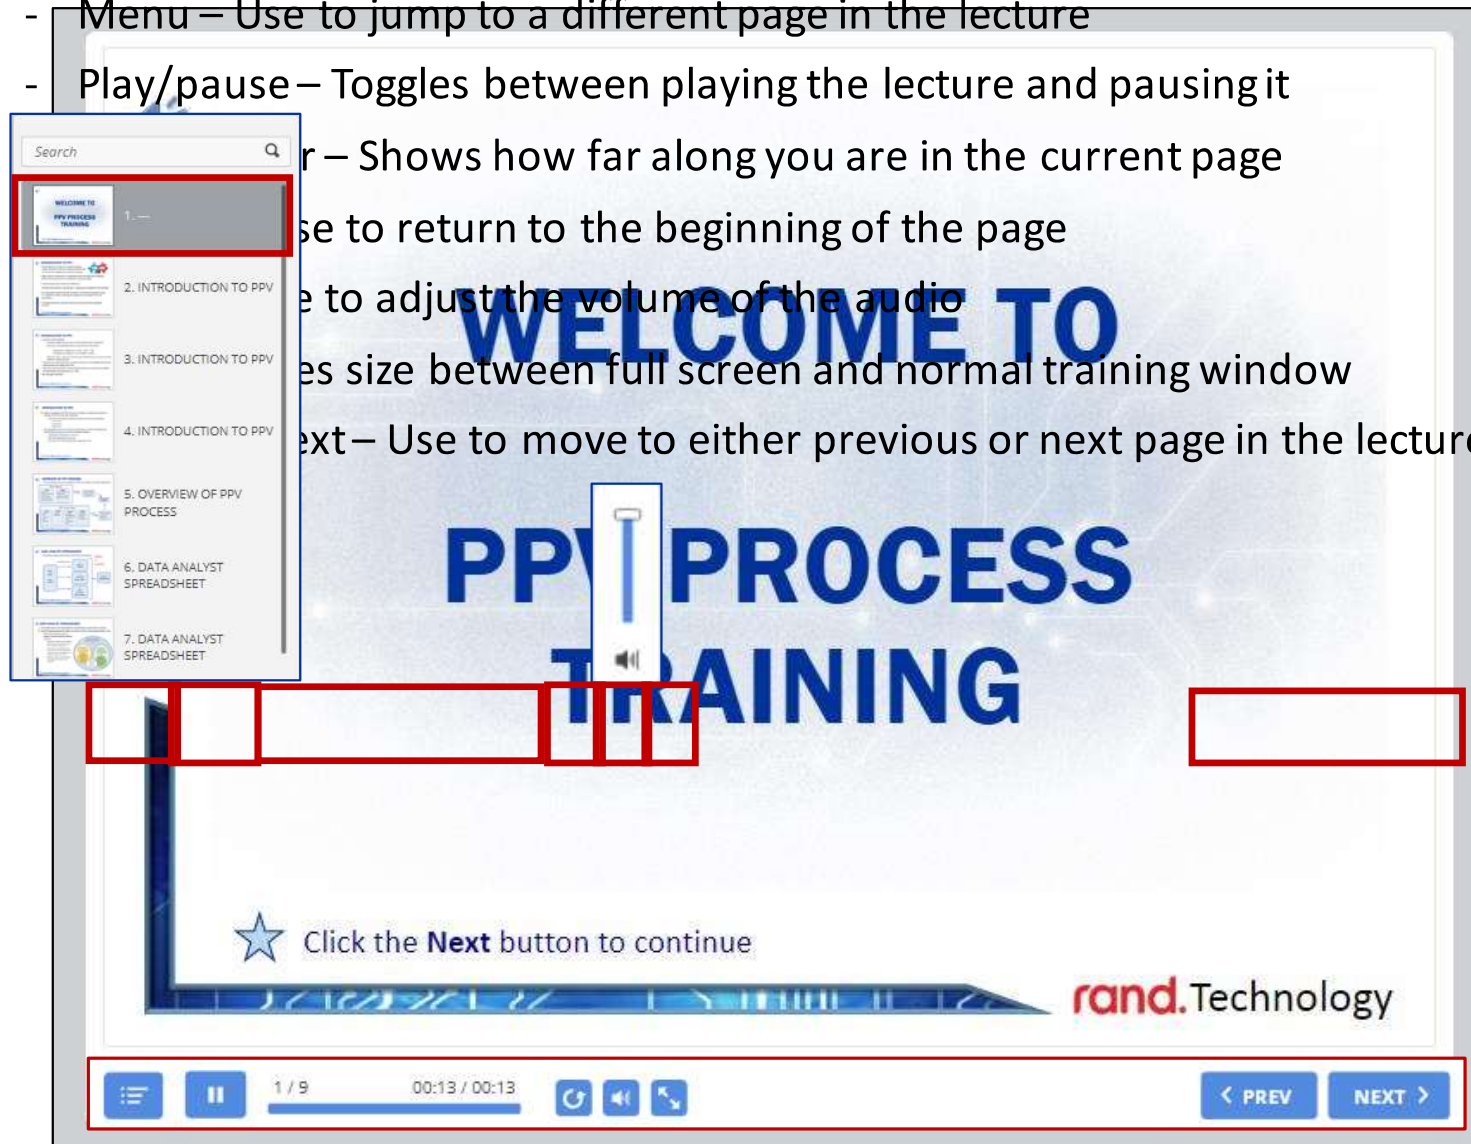 - Menu – Use to jump to a different page in the lecture
- Play/pause – Toggles between playing the lecture and pausing it
r – Shows how far along you are in the current page
se to return to the beginning of the page
e to adjust the volume of the audio
es size between full screen and normal training window
ext – Use to move to either previous or next page in the lecture
Search
WELCOME TO
PPV PROCESS
TRAINING
1. —
2. INTRODUCTION TO PPV
3. INTRODUCTION TO PPV
4. INTRODUCTION TO PPV
5. OVERVIEW OF PPV
PROCESS
6. DATA ANALYST
SPREADSHEET
7. DATA ANALYST
SPREADSHEET
WELCOME TO
PPV PROCESS
TRAINING
Click the Next button to continue
rand.Technology
1 / 9
00:13 / 00:13
PREV
NEXT